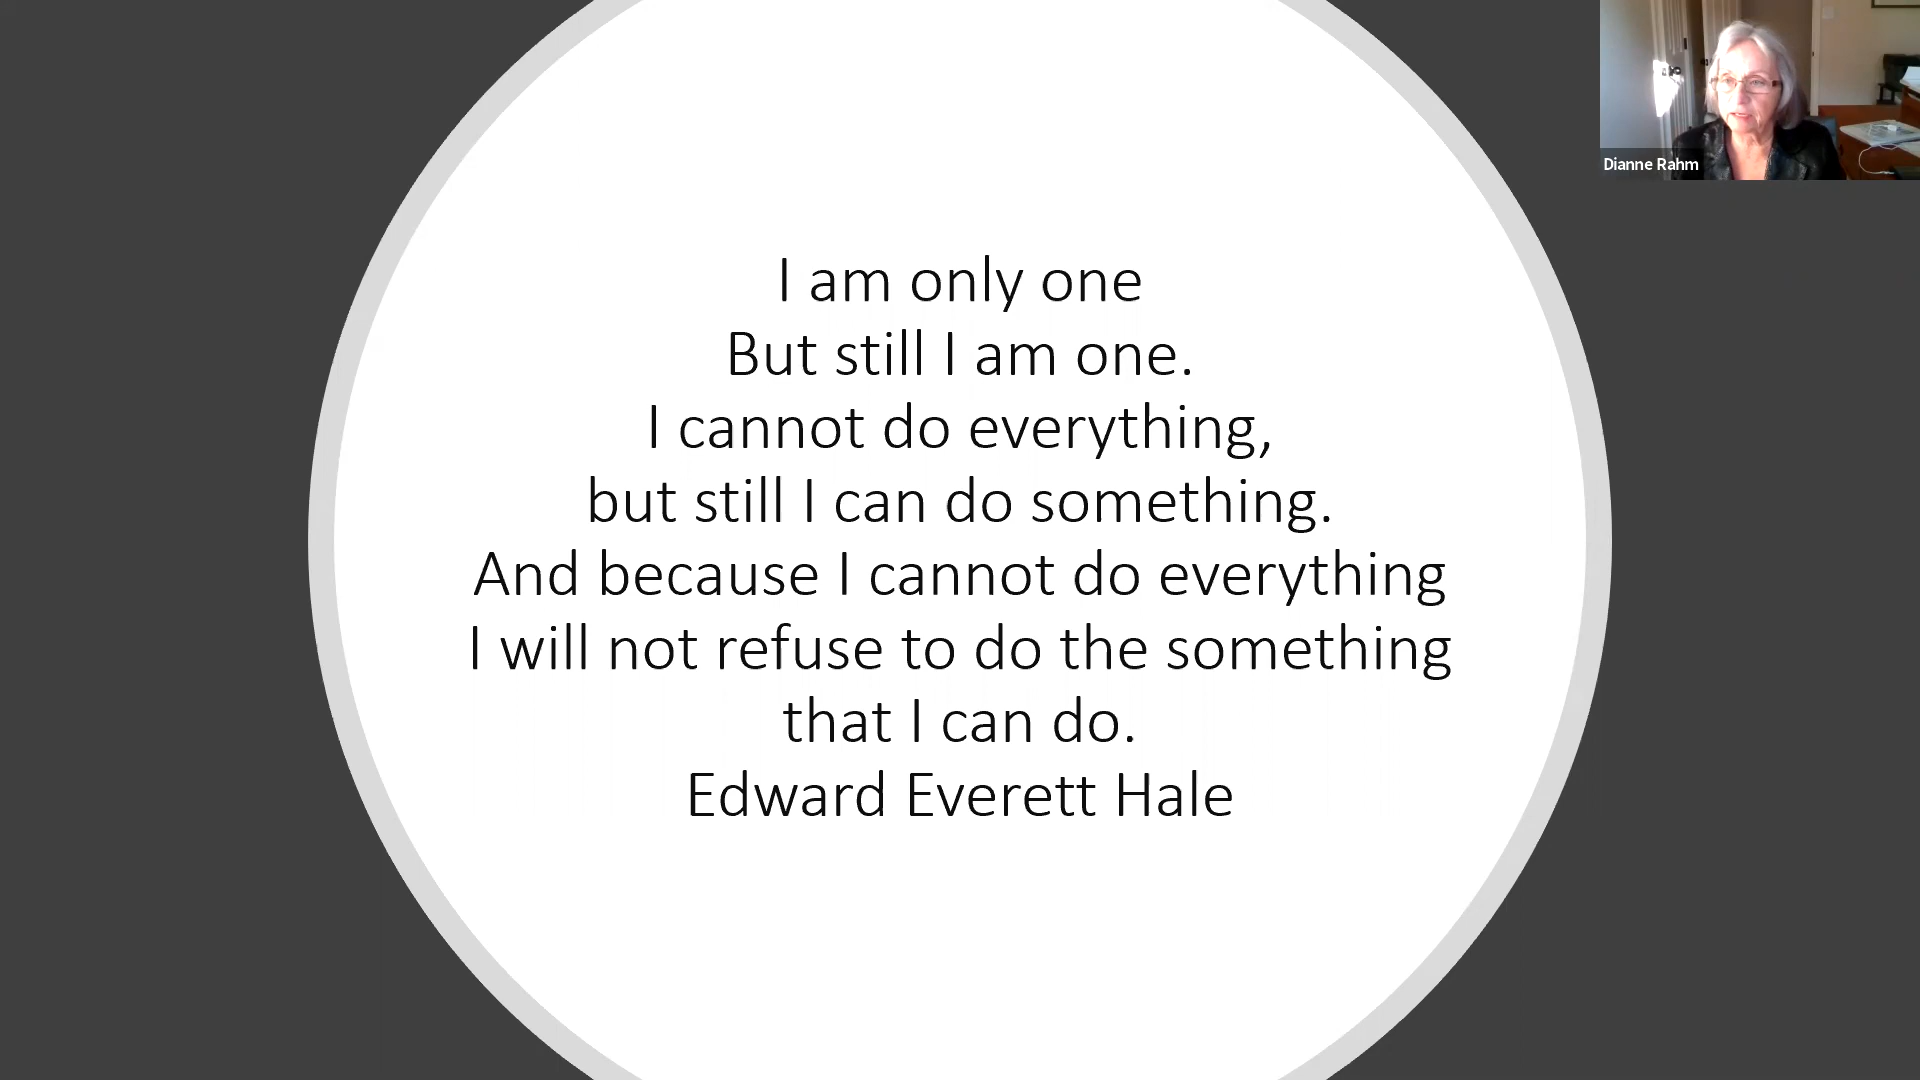 I am only one
But still I am one.
I cannot do everything,
but still I can do something.
And because I cannot do everything
I will not refuse to do the something
that I can do.
Edward Everett Hale
Dianne Rahm